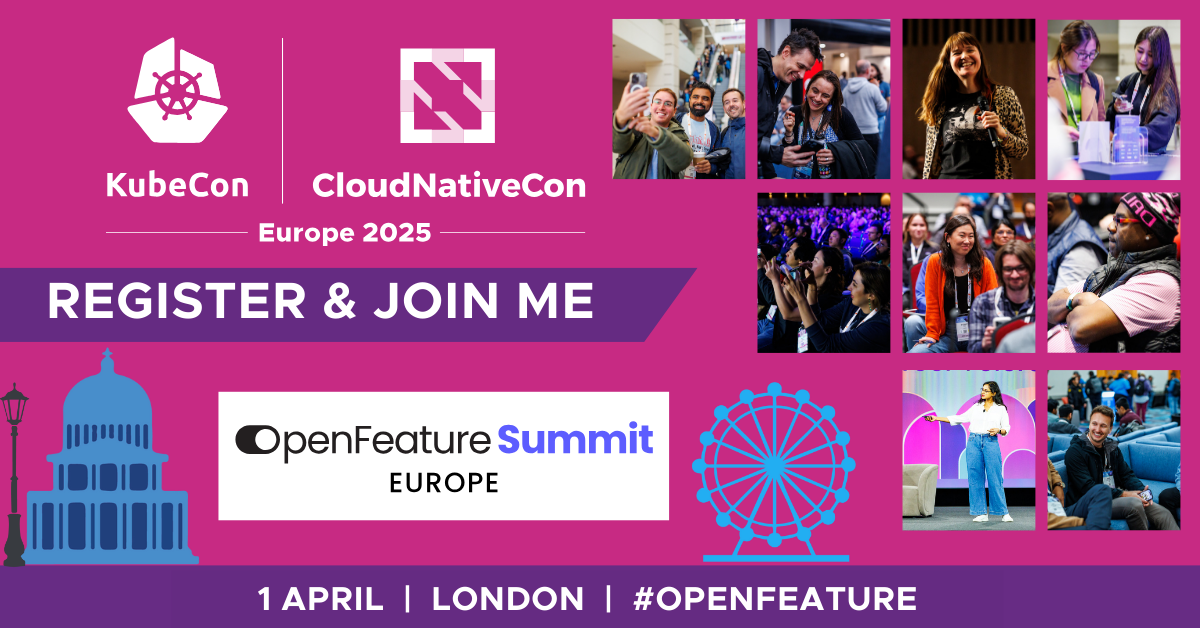 KubeCon
CloudNativeCon
Europe 2025
REGISTER & JOIN ME
OpenFeature Summit
EUROPE
1 APRIL | LONDON | #OPENFEATURE